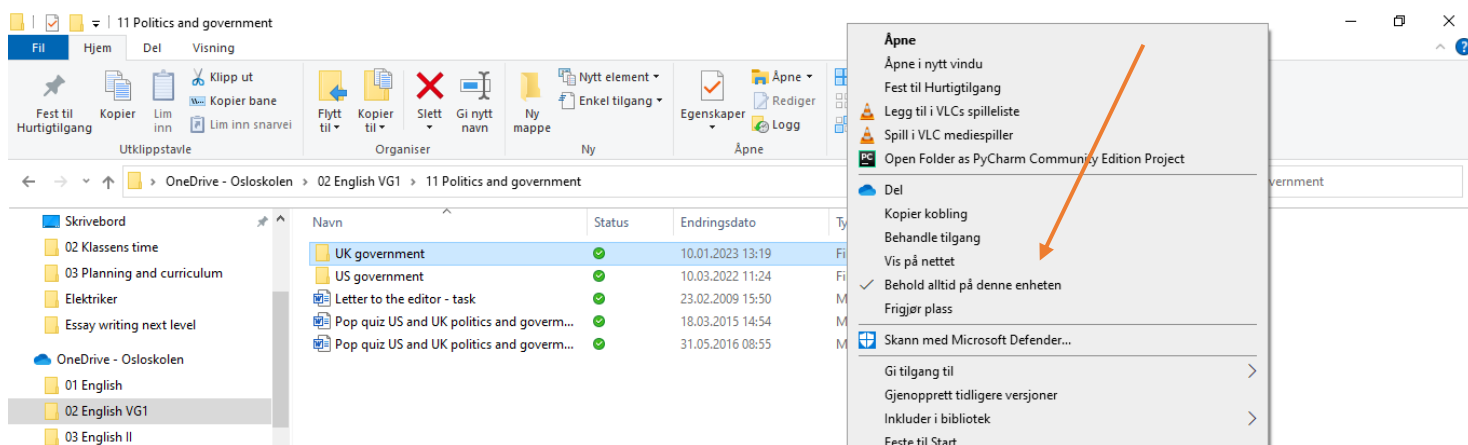 11 Politics and government
Fil Hjem Del Visning
Fest til Hurtigtilgang
Kopier
Lim inn
Klipp ut
Kopier bane
Lim inn snarvei
Utklippstavle
Flytt til
Kopier til
Slett
Gi nytt navn
Organiser
Ny mappe
Nytt element
Enkel tilgang
Ny
Egenskaper
Åpne
Rediger
Logg
Åpne
OneDrive - Osloskolen > 02 English VG1 > 11 Politics and government
Skrivebord
02 Klassens time
03 Planning and curriculum
Elektriker
Essay writing next level
OneDrive - Osloskolen
01 English
02 English VG1
03 English II
Navn Status Endringsdato Ty
UK government 10.01.2023 13:19 Fi
US government 10.03.2022 11:24 Fi
Letter to the editor - task 23.02.2009 15:50 M
Pop quiz US and UK politics and governm... 18.03.2015 14:54 M
Pop quiz US and UK politics and governm... 31.05.2016 08:55 M
Åpne
Åpne i nytt vindu
Fest til Hurtigtilgang
Legg til i VLCs spilleliste
Spill i VLC mediespiller
PC Open Folder as PyCharm Community Edition Project
Del
Kopier kobling
Behandle tilgang
Vis på nettet
Behold alltid på denne enheten
Frigjør plass
Skann med Microsoft Defender...
Gi tilgang til
Gjenopprett tidligere versjoner
Inkluder i bibliotek
Feste til Start
vernment